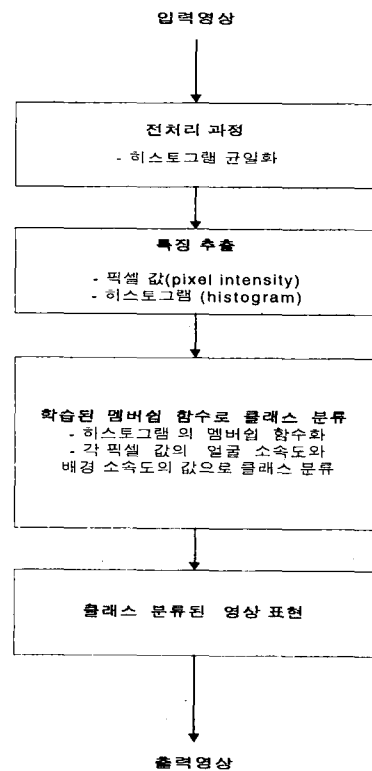 입력영상
전처리 과정
- 히스토그램 균일화
특징 추출
- 픽셀 값(pixel intensity)
- 히스토그램 (histogram)
학습된 멤버쉽 함수로 클래스 분류
- 히스토그램 의 멤버쉽 함수화
- 각 픽셀 값의 얼굴 소속도와
배경 소속도의 값으로 클래스 분류
클래스 분류된 영상 표현
출력영상